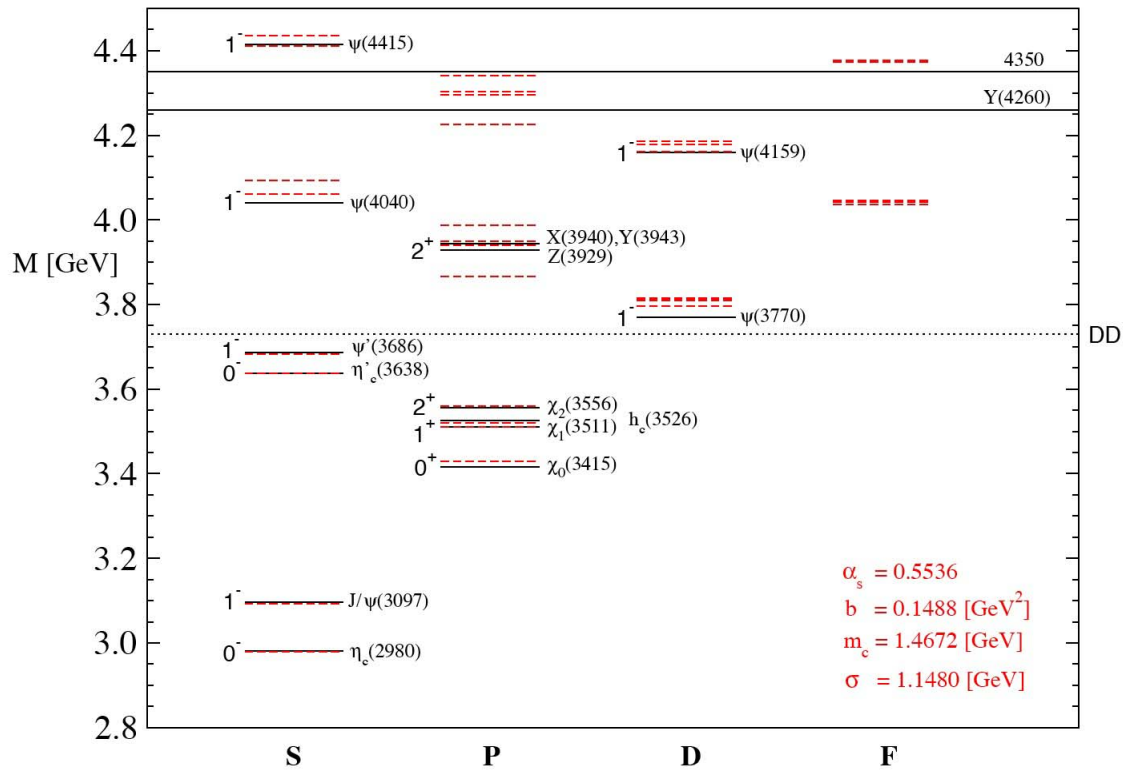 4.4
1⁻ ψ(4415)
4350
Y(4260)
4.2
1⁻ ψ(4159)
1⁻ ψ(4040)
4.0
X(3940),Y(3943)
2⁺ Z(3929)
M [GeV]
3.8
1⁻ ψ(3770)
DD
1⁻ ψ'(3686)
0⁻ η'c(3638)
3.6
2⁺ χ₂(3556)
hc(3526)
1⁺ χ₁(3511)
0⁺ χ₀(3415)
3.4
3.2
αs = 0.5536
1⁻ J/ψ(3097)
b = 0.1488 [GeV²]
3.0
mc = 1.4672 [GeV]
0⁻ ηc(2980)
σ = 1.1480 [GeV]
2.8
S P D F